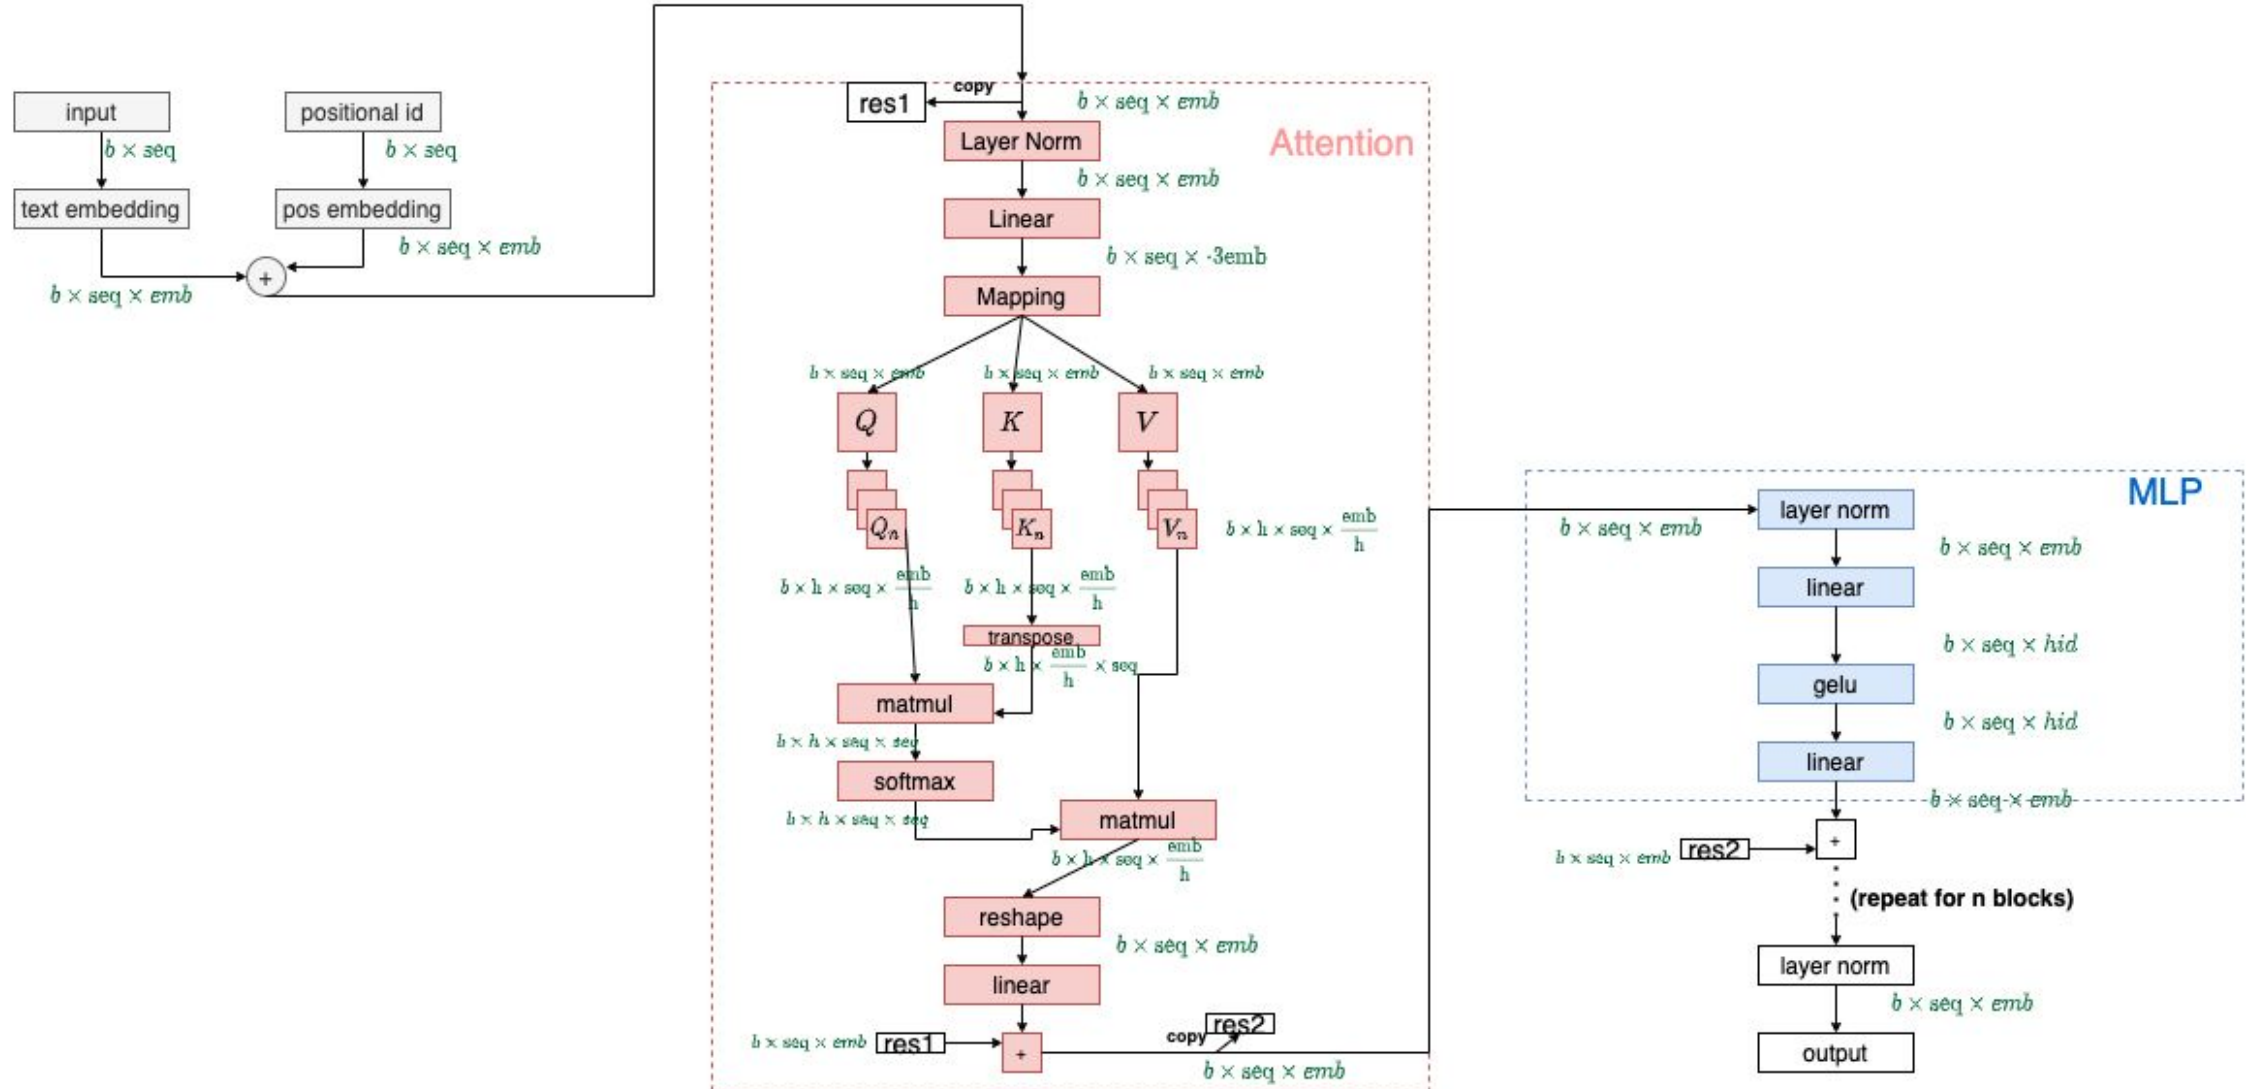 input
positional id
b × seq
b × seq
text embedding
pos embedding
b × seq × emb
+
b × seq × emb
copy
res1
b × seq × emb
Attention
Layer Norm
b × seq × emb
Linear
b × seq × -3emb
Mapping
b × seq × emb
b × seq × emb
b × seq × emb
Q
K
V
Qn
Kn
Vn
b × h × seq × emb/h
b × h × seq × emb/h
b × h × seq × emb/h
transpose
b × h × emb/h × seq
matmul
b × h × seq × seq
softmax
b × h × seq × seq
matmul
b × h × seq × emb/h
reshape
b × seq × emb
linear
b × seq × emb
res1
+
copy
res2
b × seq × emb
MLP
b × seq × emb
layer norm
b × seq × emb
linear
b × seq × hid
gelu
b × seq × hid
linear
b × seq × emb
b × seq × emb
res2
+
(repeat for n blocks)
layer norm
b × seq × emb
output